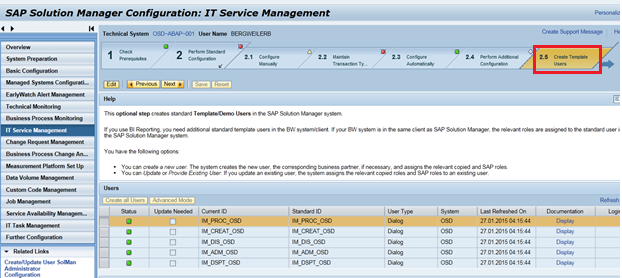 SAP Solution Manager Configuration: IT Service Management
Personaliz
Technical System OSD~ABAP~001 User Name BERGWEILERB
Create Support Message
He
1 Check Prerequisites
2 Perform Standard Configuration
2.1 Configure Manually
2.2 Maintain Transaction Ty...
2.3 Configure Automatically
2.4 Perform Additional Configuration
2.5 Create Template Users
Edit Previous Next Save Reset
Overview
System Preparation
Basic Configuration
Managed Systems Configurati...
EarlyWatch Alert Management
Technical Monitoring
Business Process Monitoring
IT Service Management
Change Request Management
Business Process Change An...
Measurement Platform Set Up
Data Volume Management
Custom Code Management
Job Management
Service Availability Managem...
IT Task Management
Further Configuration
Related Links
Create/Update User SolMan
Administrator
Configuration
Help
This optional step creates standard Template/Demo Users in the SAP Solution Manager system.
If you use BI Reporting, you need additional standard template users in the BW system/client. If your BW system is in the same client as SAP Solution Manager, the relevant roles are assigned to the standard user i
the SAP Solution Manager system.
You have the following options:
• You can create a new user: The system creates the new user, the corresponding business partner, if necessary, and assigns the relevant copied and SAP roles.
• You can Update or Provide Existing User: If you update an existing user, the system assigns the relevant copied roles and SAP roles to an existing user.
Users
Create all Users Advanced Mode
Refresh
Status Update Needed Current ID Standard ID User Type System Last Refreshed On Documentation Login
IM_PROC_OSD IM_PROC_OSD Dialog OSD 27.01.2015 04:15:44 Display
IM_CREAT_OSD IM_CREAT_OSD Dialog OSD 27.01.2015 04:15:44 Display
IM_DIS_OSD IM_DIS_OSD Dialog OSD 27.01.2015 04:15:44 Display
IM_ADM_OSD IM_ADM_OSD Dialog OSD 27.01.2015 04:15:44 Display
IM_DSPT_OSD IM_DSPT_OSD Dialog OSD 27.01.2015 04:15:44 Display